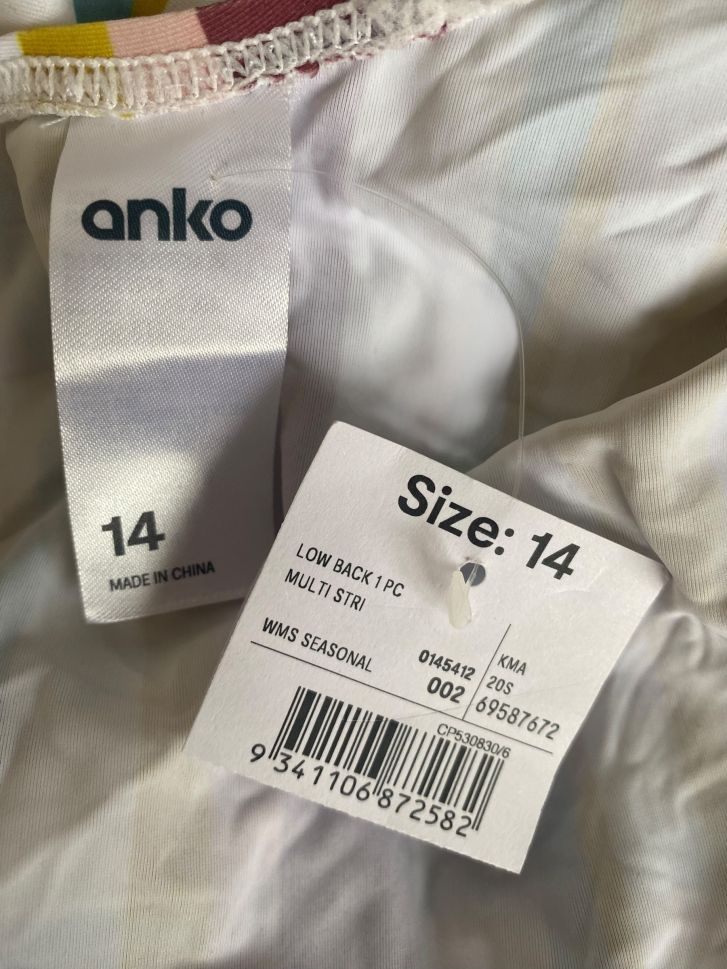 anko
14
MADE IN CHINA
Size: 14
LOW BACK 1 PC
MULTI STRI
WMS SEASONAL
0145412
002
KMA
20S
69587672
CP530830/6
9 341106 872582